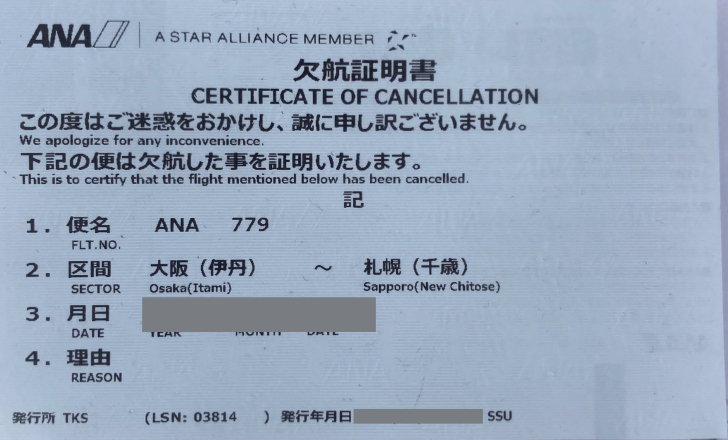 ANA A STAR ALLIANCE MEMBER
欠航証明書
CERTIFICATE OF CANCELLATION
この度はご迷惑をおかけし、誠に申し訳ございません。
We apologize for any inconvenience.
下記の便は欠航した事を証明いたします。
This is to certify that the flight mentioned below has been cancelled.
記
1. 便名 ANA 779
FLT.NO.
2. 区間 大阪（伊丹） ～ 札幌（千歳）
SECTOR Osaka(Itami) Sapporo(New Chitose)
3. 月日
DATE YEAR MONTH DATE
4. 理由
REASON
発行所 TKS (LSN: 03814 ) 発行年月日 SSU